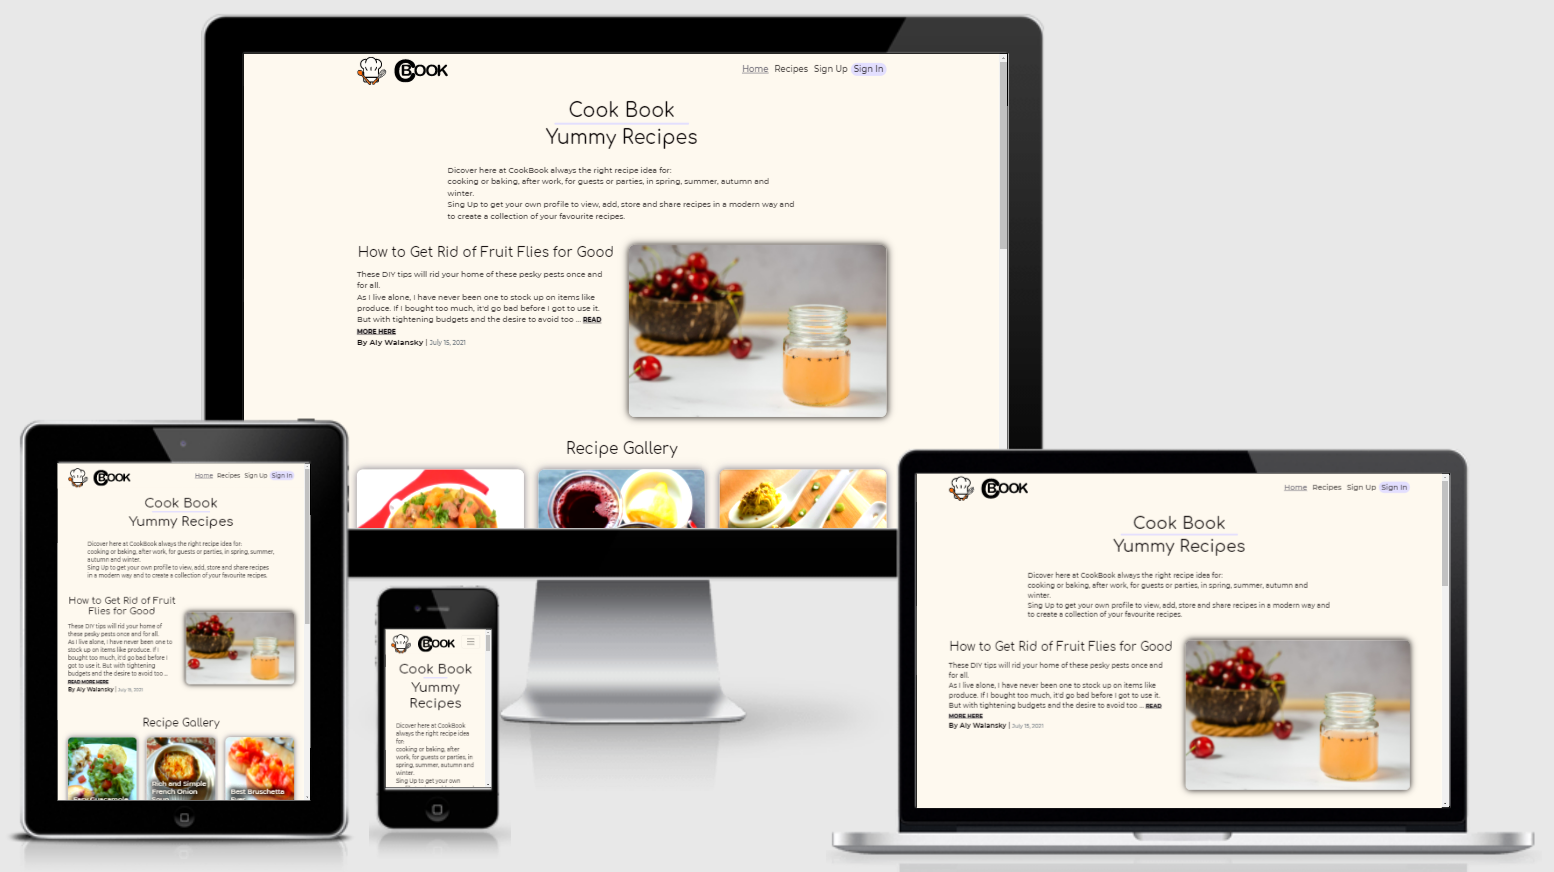 BOOK
Home Recipes Sign Up Sign In
Cook Book
Yummy Recipes
Dicover here at CookBook always the right recipe idea for:
cooking or baking, after work, for guests or parties, in spring, summer, autumn and
winter.
Sing Up to get your own profile to view, add, store and share recipes in a modern way and
to create a collection of your favourite recipes.
How to Get Rid of Fruit Flies for Good
These DIY tips will rid your home of these pesky pests once and
for all.
As I live alone, I have never been one to stock up on items like
produce. If I bought too much, it'd go bad before I got to use it.
But with tightening budgets and the desire to avoid too ... READ
MORE HERE
By Aly Walansky | July 15, 2021
Recipe Gallery
BOOK
Home Recipes Sign Up Sign In
Cook Book
Yummy Recipes
Dicover here at CookBook always the right recipe idea for:
cooking or baking, after work, for guests or parties, in spring, summer,
autumn and winter.
Sing Up to get your own profile to view, add, store and share recipes
in a modern way and to create a collection of your favourite recipes.
How to Get Rid of Fruit
Flies for Good
These DIY tips will rid your home of
these pesky pests once and for all.
As I live alone, I have never been one to
stock up on items like produce. If I
bought too much, it'd go bad before I
got to use it. But with tightening
budgets and the desire to avoid too ...
READ MORE HERE
By Aly Walansky | July 15, 2021
Recipe Gallery
Easy Guacamole
Rich and Simple
French Onion
Soup
Best Bruschetta
BOOK
Cook Book
Yummy
Recipes
Dicover here at CookBook
always the right recipe idea
for:
cooking or baking, after
work, for guests or parties, in
spring, summer, autumn and
winter.
Sing Up to get your own
BOOK
Home Recipes Sign Up Sign In
Cook Book
Yummy Recipes
Dicover here at CookBook always the right recipe idea for:
cooking or baking, after work, for guests or parties, in spring, summer, autumn and
winter.
Sing Up to get your own profile to view, add, store and share recipes in a modern way and
to create a collection of your favourite recipes.
How to Get Rid of Fruit Flies for Good
These DIY tips will rid your home of these pesky pests once and
for all.
As I live alone, I have never been one to stock up on items like
produce. If I bought too much, it'd go bad before I got to use it.
But with tightening budgets and the desire to avoid too ... READ
MORE HERE
By Aly Walansky | July 15, 2021